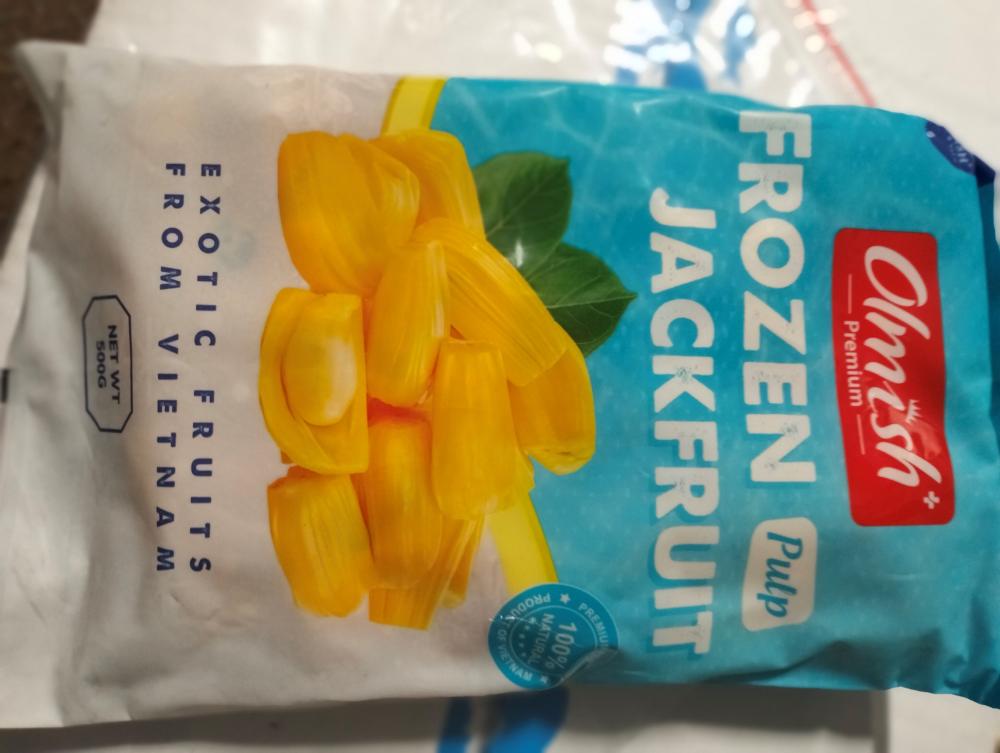 Olmish
Premium
FROZEN Pulp
JACKFRUIT
PREMIUM
100%
NATURAL
PRODUCT OF VIETNAM
EXOTIC FRUITS
FROM VIETNAM
NET WT
500G